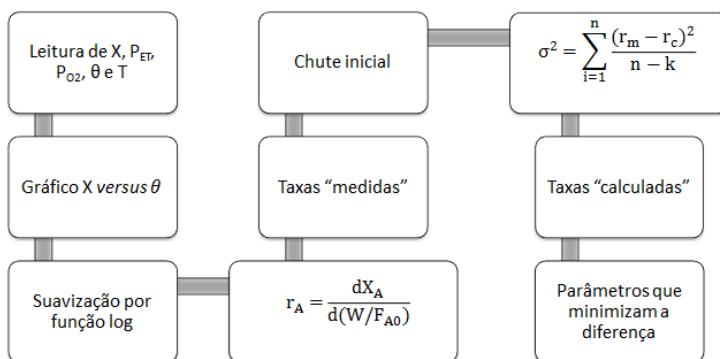 Leitura de X, P_ET,
P_O2, θ e T
Gráfico X versus θ
Suavização por
função log
r_A = dX_A / d(W/F_A0)
Taxas “medidas”
Chute inicial
σ² = ∑_{i=1}^{n} (r_m − r_c)² / (n − k)
Taxas “calculadas”
Parâmetros que
minimizam a
diferença